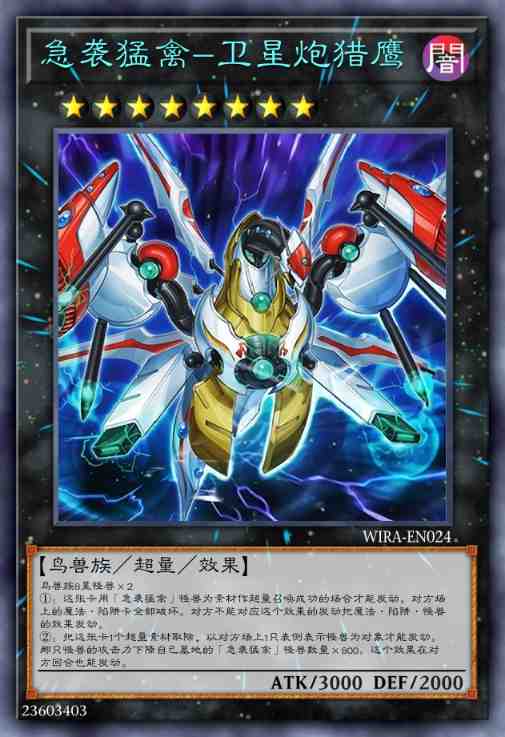 急袭猛禽-卫星炮猎鹰
闇
WIRA-EN024
【鸟兽族／超量／效果】
鸟兽族8星怪兽×2
①：这张卡用「急袭猛禽」怪兽为素材作超量召唤成功的场合才能发动。对方场
上的魔法·陷阱卡全部破坏。对方不能对应这个效果的发动把魔法·陷阱·怪兽
的效果发动。
②：把这张卡1个超量素材取除，以对方场上1只表侧表示怪兽为对象才能发动。
那只怪兽的攻击力下降自己墓地的「急袭猛禽」怪兽数量×800。这个效果在对
方回合也能发动。
ATK/3000 DEF/2000
23603403